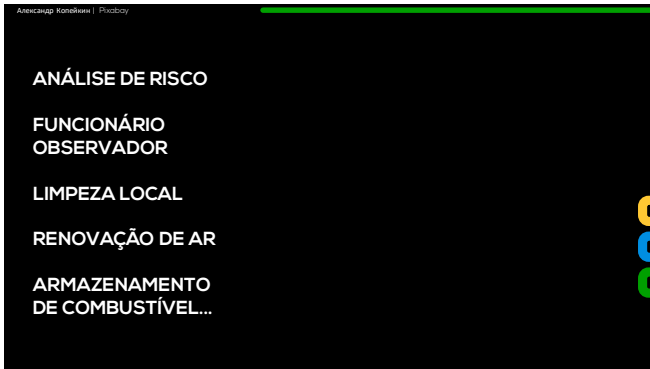 Александр Копейкин | Pixabay
ANÁLISE DE RISCO
FUNCIONÁRIO
OBSERVADOR
LIMPEZA LOCAL
RENOVAÇÃO DE AR
ARMAZENAMENTO
DE COMBUSTÍVEL...